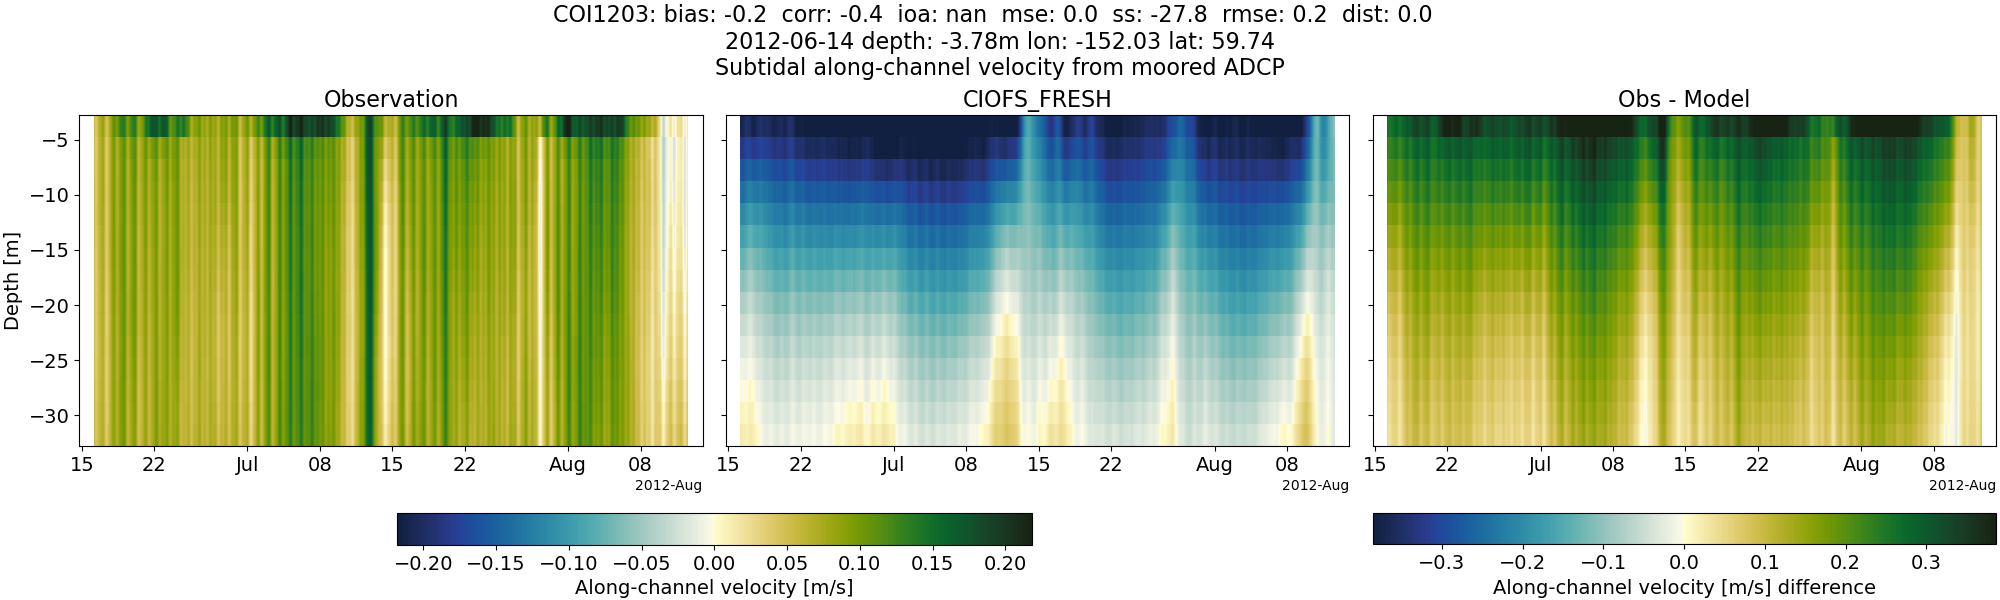 COI1203: bias: -0.2 corr: -0.4 ioa: nan mse: 0.0 ss: -27.8 rmse: 0.2 dist: 0.0
2012-06-14 depth: -3.78m lon: -152.03 lat: 59.74
Subtidal along-channel velocity from moored ADCP
Observation
CIOFS_FRESH
Obs - Model
Depth [m]
−5
−10
−15
−20
−25
−30
15 22 Jul 08 15 22 Aug 08
2012-Aug
15 22 Jul 08 15 22 Aug 08
2012-Aug
15 22 Jul 08 15 22 Aug 08
2012-Aug
−0.20 −0.15 −0.10 −0.05 0.00 0.05 0.10 0.15 0.20
Along-channel velocity [m/s]
−0.3 −0.2 −0.1 0.0 0.1 0.2 0.3
Along-channel velocity [m/s] difference